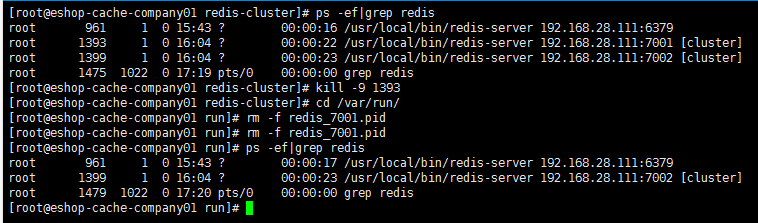 [root@eshop-cache-company01 redis-cluster]# ps -ef|grep redis
root 961 1 0 15:43 ? 00:00:16 /usr/local/bin/redis-server 192.168.28.111:6379
root 1393 1 0 16:04 ? 00:00:22 /usr/local/bin/redis-server 192.168.28.111:7001 [cluster]
root 1399 1 0 16:04 ? 00:00:23 /usr/local/bin/redis-server 192.168.28.111:7002 [cluster]
root 1475 1022 0 17:19 pts/0 00:00:00 grep redis
[root@eshop-cache-company01 redis-cluster]# kill -9 1393
[root@eshop-cache-company01 redis-cluster]# cd /var/run/
[root@eshop-cache-company01 run]# rm -f redis_7001.pid
[root@eshop-cache-company01 run]# rm -f redis_7001.pid
[root@eshop-cache-company01 run]# ps -ef|grep redis
root 961 1 0 15:43 ? 00:00:17 /usr/local/bin/redis-server 192.168.28.111:6379
root 1399 1 0 16:04 ? 00:00:23 /usr/local/bin/redis-server 192.168.28.111:7002 [cluster]
root 1479 1022 0 17:20 pts/0 00:00:00 grep redis
[root@eshop-cache-company01 run]#